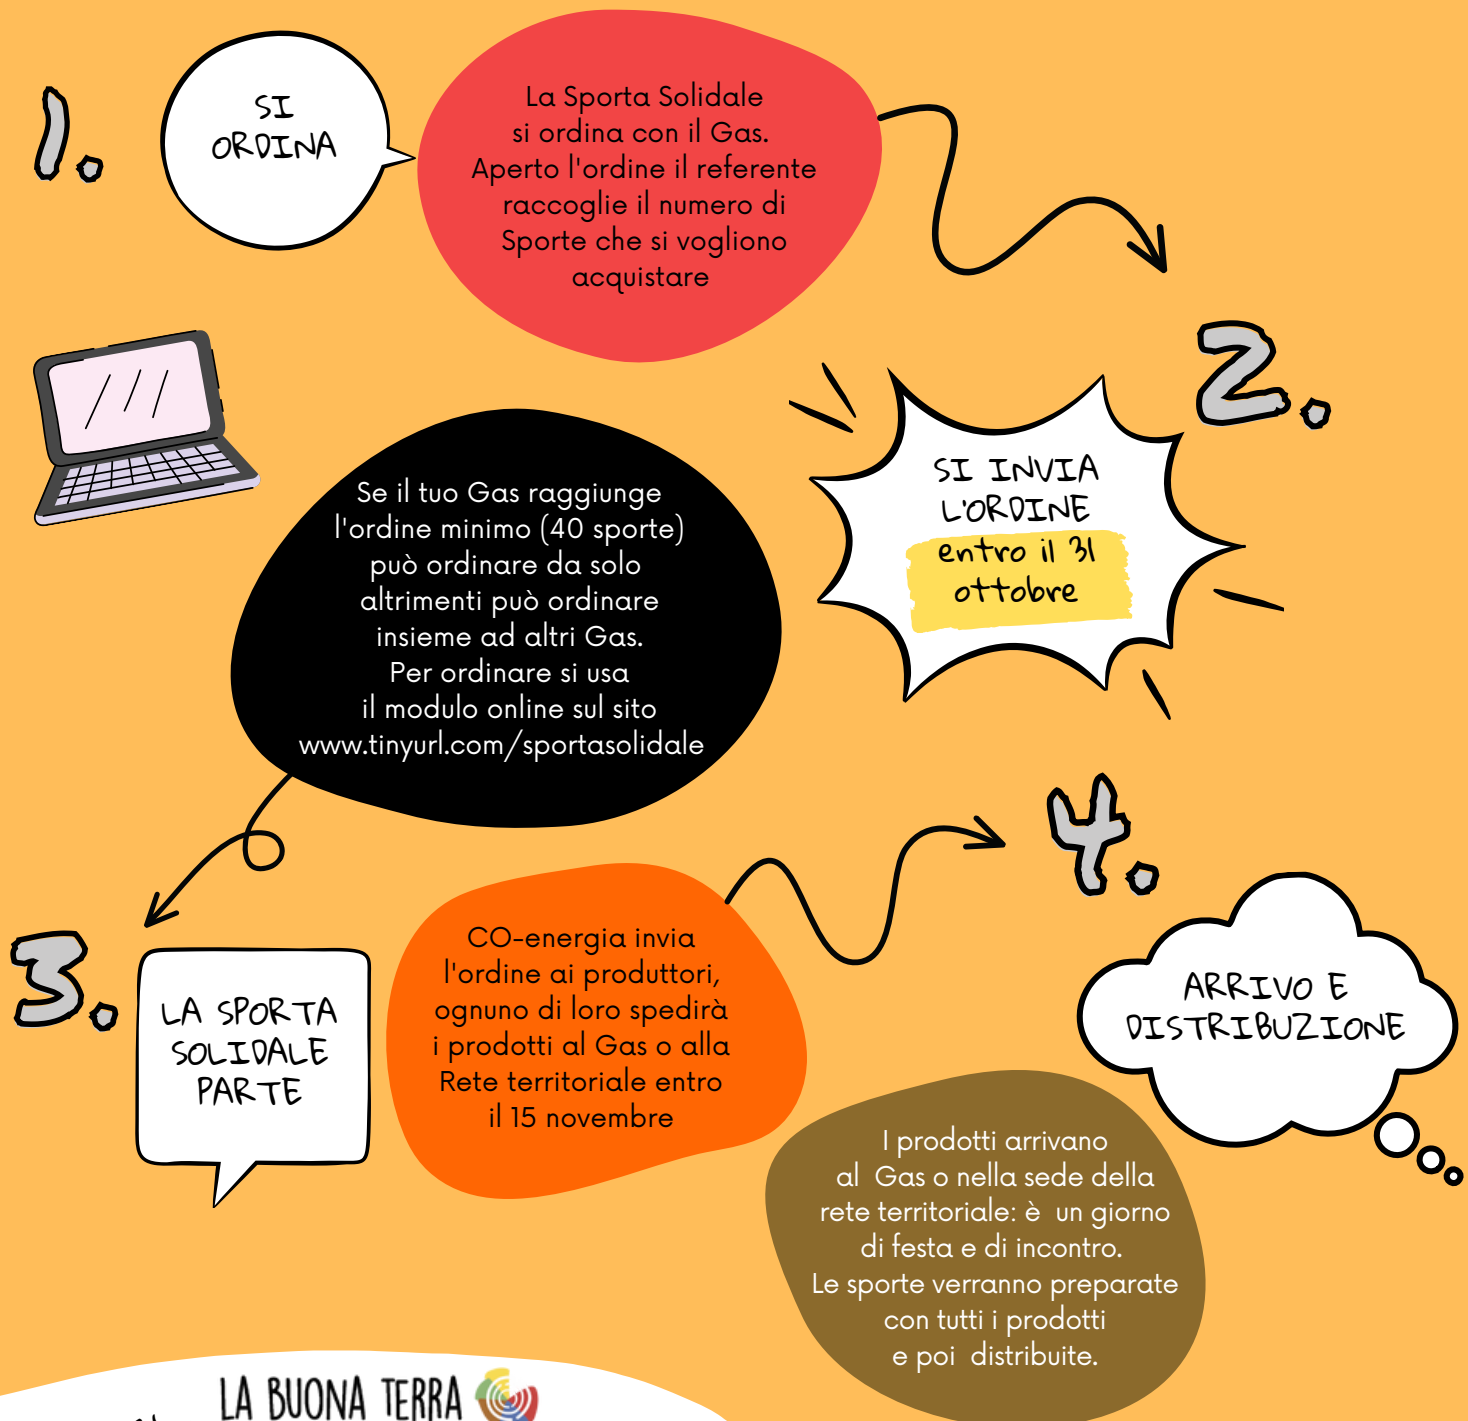 1.
SI
ORDINA
La Sporta Solidale
si ordina con il Gas.
Aperto l'ordine il referente
raccoglie il numero di
Sporte che si vogliono
acquistare
2.
SI INVIA
L'ORDINE
entro il 31
ottobre
Se il tuo Gas raggiunge
l'ordine minimo (40 sporte)
può ordinare da solo
altrimenti può ordinare
insieme ad altri Gas.
Per ordinare si usa
il modulo online sul sito
www.tinyurl.com/sportasolidale
3.
LA SPORTA
SOLIDALE
PARTE
CO-energia invia
l'ordine ai produttori,
ognuno di loro spedirà
i prodotti al Gas o alla
Rete territoriale entro
il 15 novembre
4.
ARRIVO E
DISTRIBUZIONE
I prodotti arrivano
al  Gas o nella sede della
rete territoriale: è  un giorno
di festa e di incontro.
Le sporte verranno preparate
con tutti i prodotti
e poi  distribuite.
LA BUONA TERRA